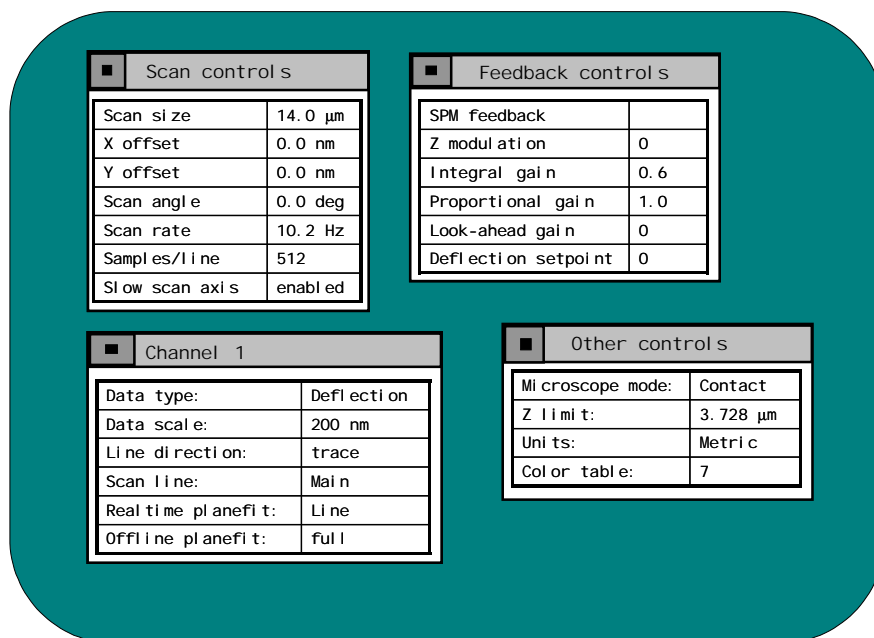 Scan controls
Scan size 14.0 µm
X offset 0.0 nm
Y offset 0.0 nm
Scan angle 0.0 deg
Scan rate 10.2 Hz
Samples/line 512
Slow scan axis enabled
Feedback controls
SPM feedback
Z modulation 0
Integral gain 0.6
Proportional gain 1.0
Look-ahead gain 0
Deflection setpoint 0
Channel 1
Data type: Deflection
Data scale: 200 nm
Line direction: trace
Scan line: Main
Realtime planefit: Line
Offline planefit: full
Other controls
Microscope mode: Contact
Z limit: 3.728 µm
Units: Metric
Color table: 7